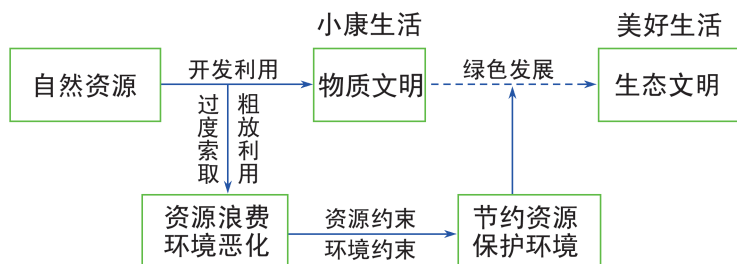 小康生活
美好生活
自然资源
开发利用
物质文明
绿色发展
生态文明
过度索取
粗放利用
资源浪费
环境恶化
资源约束
环境约束
节约资源
保护环境